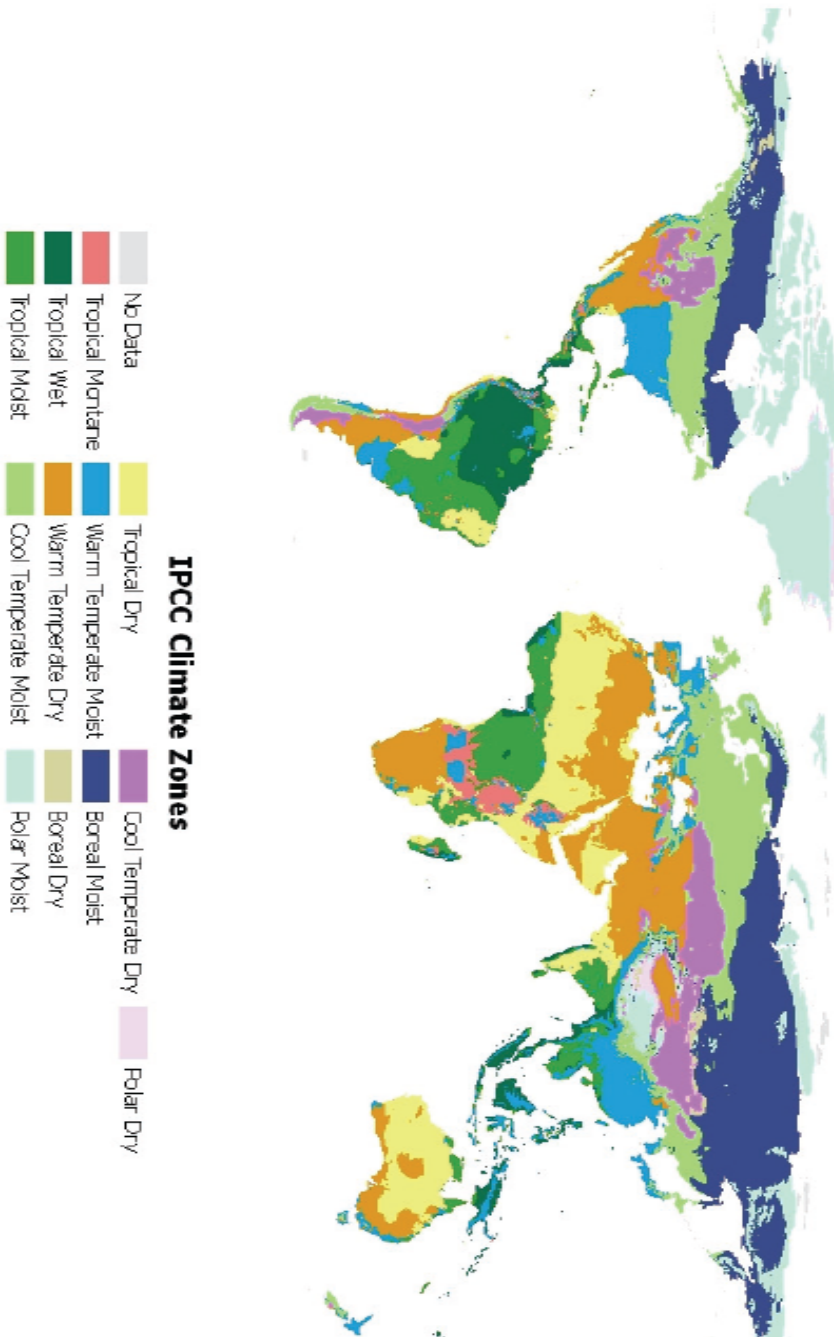 IPCC Climate Zones
No Data
Tropical Dry
Cool Temperate Dry
Polar Dry
Tropical Montane
Warm Temperate Moist
Boreal Moist
Tropical Wet
Warm Temperate Dry
Boreal Dry
Tropical Moist
Cool Temperate Moist
Polar Moist